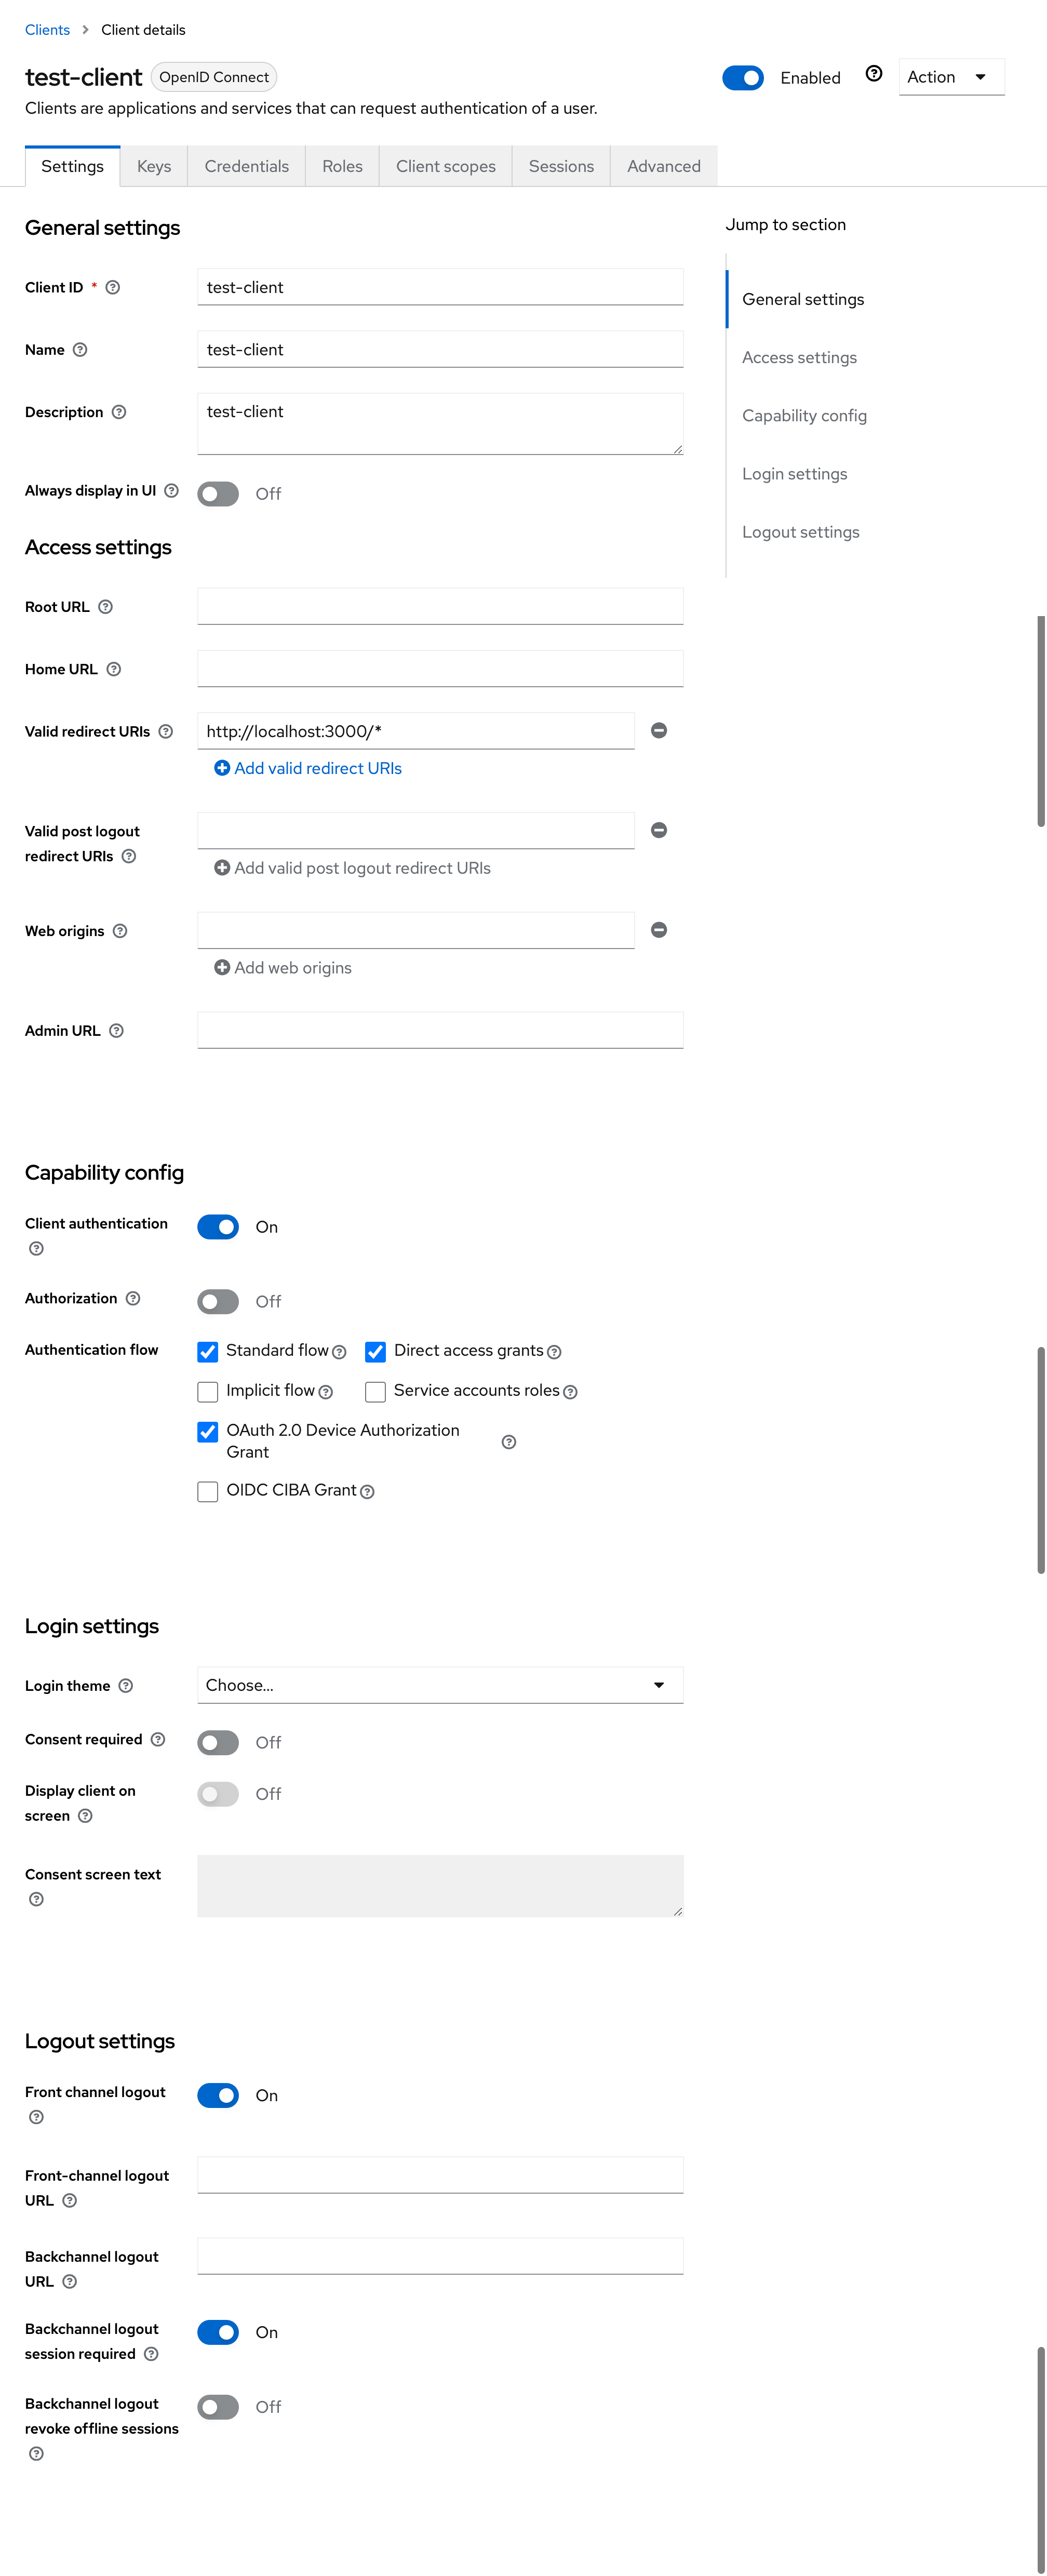 Clients > Client details
test-client OpenID Connect
Enabled
Action
Clients are applications and services that can request authentication of a user.
Settings Keys Credentials Roles Client scopes Sessions Advanced
General settings
Jump to section
General settings
Access settings
Capability config
Login settings
Logout settings
Client ID * test-client
Name test-client
Description test-client
Always display in UI Off
Access settings
Root URL
Home URL
Valid redirect URIs http://localhost:3000/*
Add valid redirect URIs
Valid post logout
redirect URIs
Add valid post logout redirect URIs
Web origins
Add web origins
Admin URL
Capability config
Client authentication On
Authorization Off
Authentication flow Standard flow Direct access grants
Implicit flow Service accounts roles
OAuth 2.0 Device Authorization
Grant
OIDC CIBA Grant
Login settings
Login theme Choose...
Consent required Off
Display client on
screen
Off
Consent screen text
Logout settings
Front channel logout On
Front-channel logout
URL
Backchannel logout
URL
Backchannel logout
session required
On
Backchannel logout
revoke offline sessions
Off